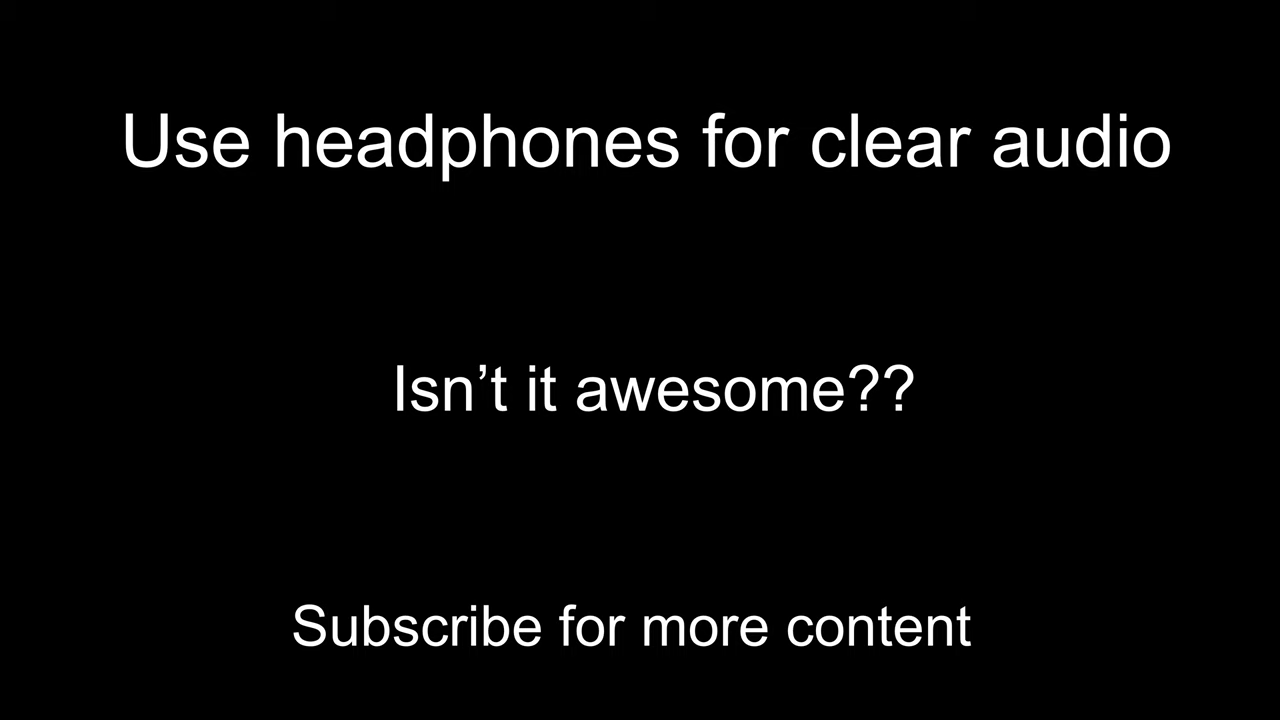 Use headphones for clear audio
Isn’t it awesome??
Subscribe for more content